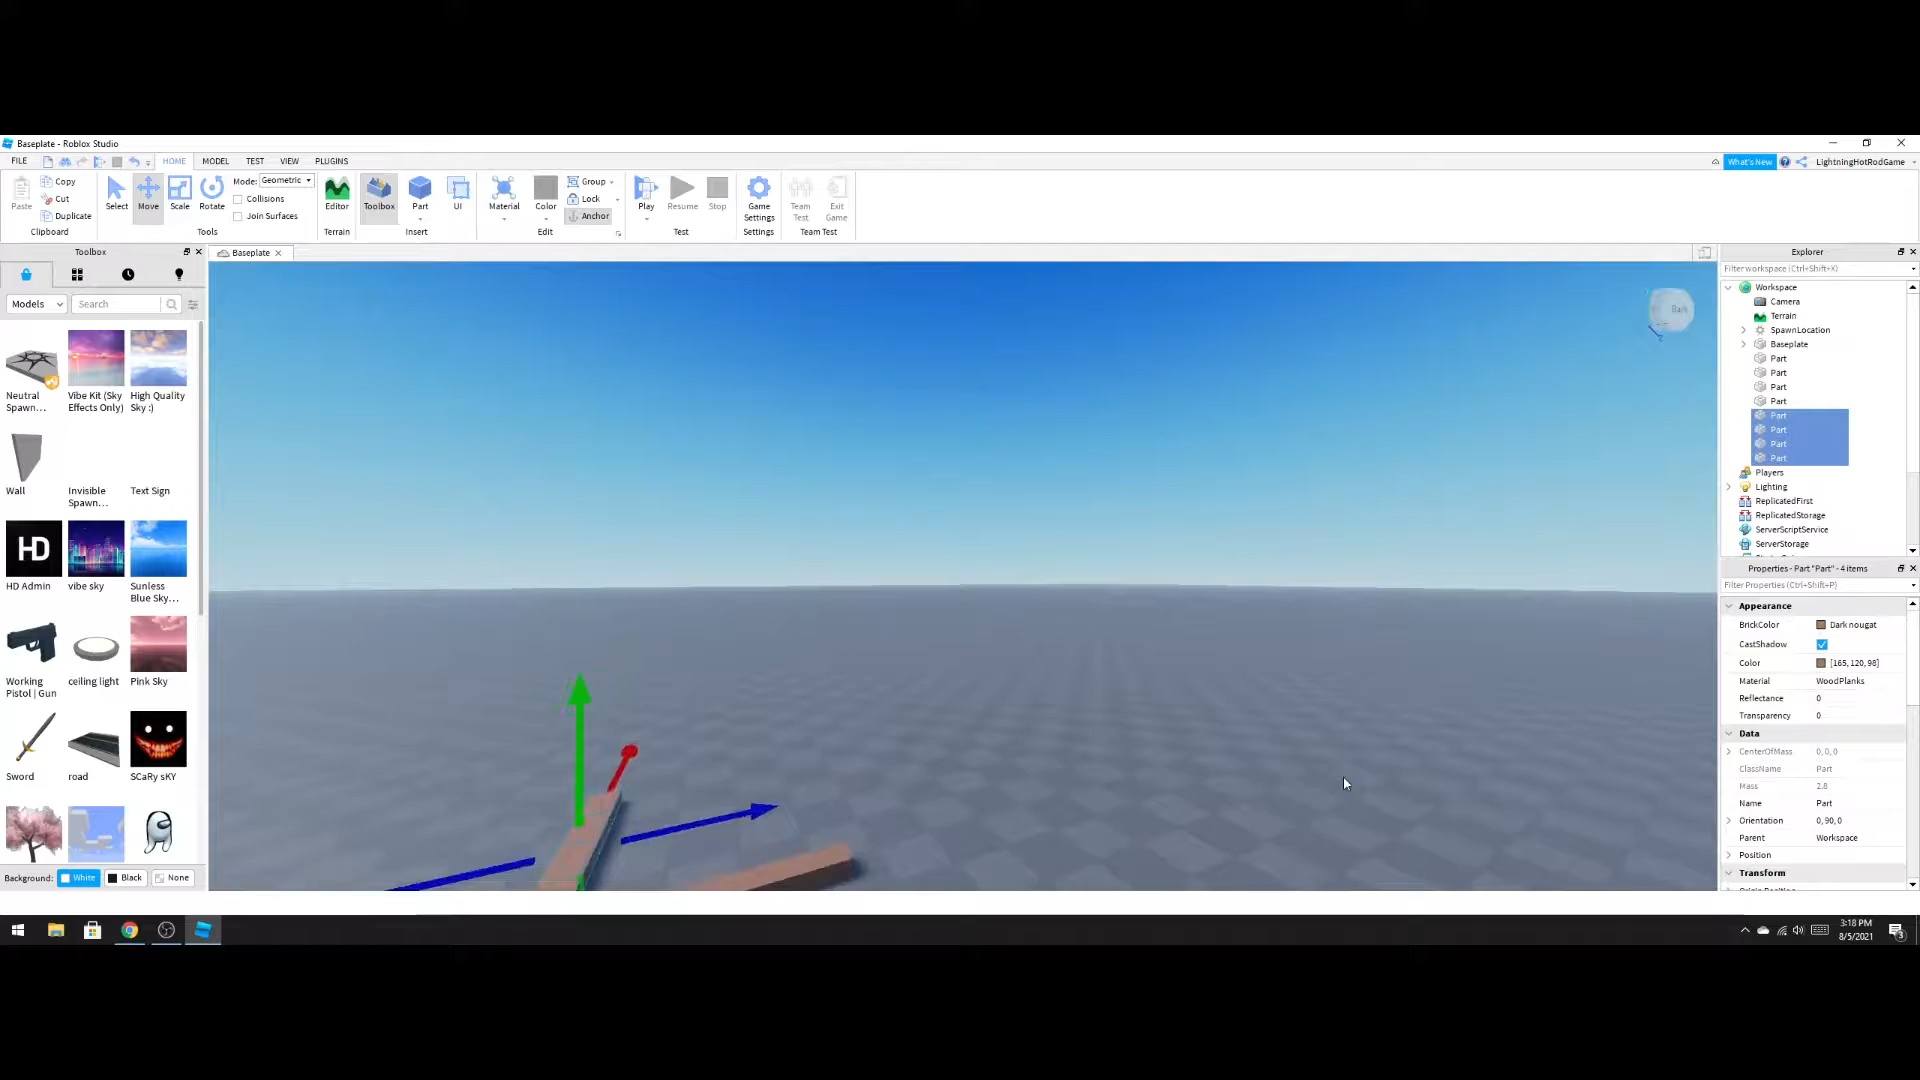 Baseplate - Roblox Studio
FILE HOME MODEL TEST VIEW PLUGINS What's New LightningHotRodGame
Paste Copy Cut Duplicate
Clipboard
Select Move Scale Rotate
Mode: Geometric
Collisions
Join Surfaces
Tools
Editor
Terrain
Toolbox Part UI
Insert
Material Color
Group
Lock
Anchor
Edit
Play Resume Stop
Test
Game Settings
Settings
Team Test
Exit Game
Team Test
Toolbox
Baseplate
Models Search
Neutral Spawn...
Vibe Kit (Sky Effects Only)
High Quality Sky :)
Wall
Invisible Spawn...
Text Sign
HD
HD Admin
vibe sky
Sunless Blue Sky...
Working Pistol | Gun
ceiling light
Pink Sky
Sword
road
SCaRy sKY
Background: White Black None
Back
Explorer
Filter workspace (Ctrl+Shift+X)
Workspace
Camera
Terrain
SpawnLocation
Baseplate
Part
Part
Part
Part
Part
Part
Part
Part
Players
Lighting
ReplicatedFirst
ReplicatedStorage
ServerScriptService
ServerStorage
Properties - Part "Part" - 4 items
Filter Properties (Ctrl+Shift+P)
Appearance
BrickColor Dark nougat
CastShadow
Color [165, 120, 98]
Material WoodPlanks
Reflectance 0
Transparency 0
Data
CenterOfMass 0, 0, 0
ClassName Part
Mass 2.8
Name Part
Orientation 0, 90, 0
Parent Workspace
Position
Transform
3:18 PM
8/5/2021
3